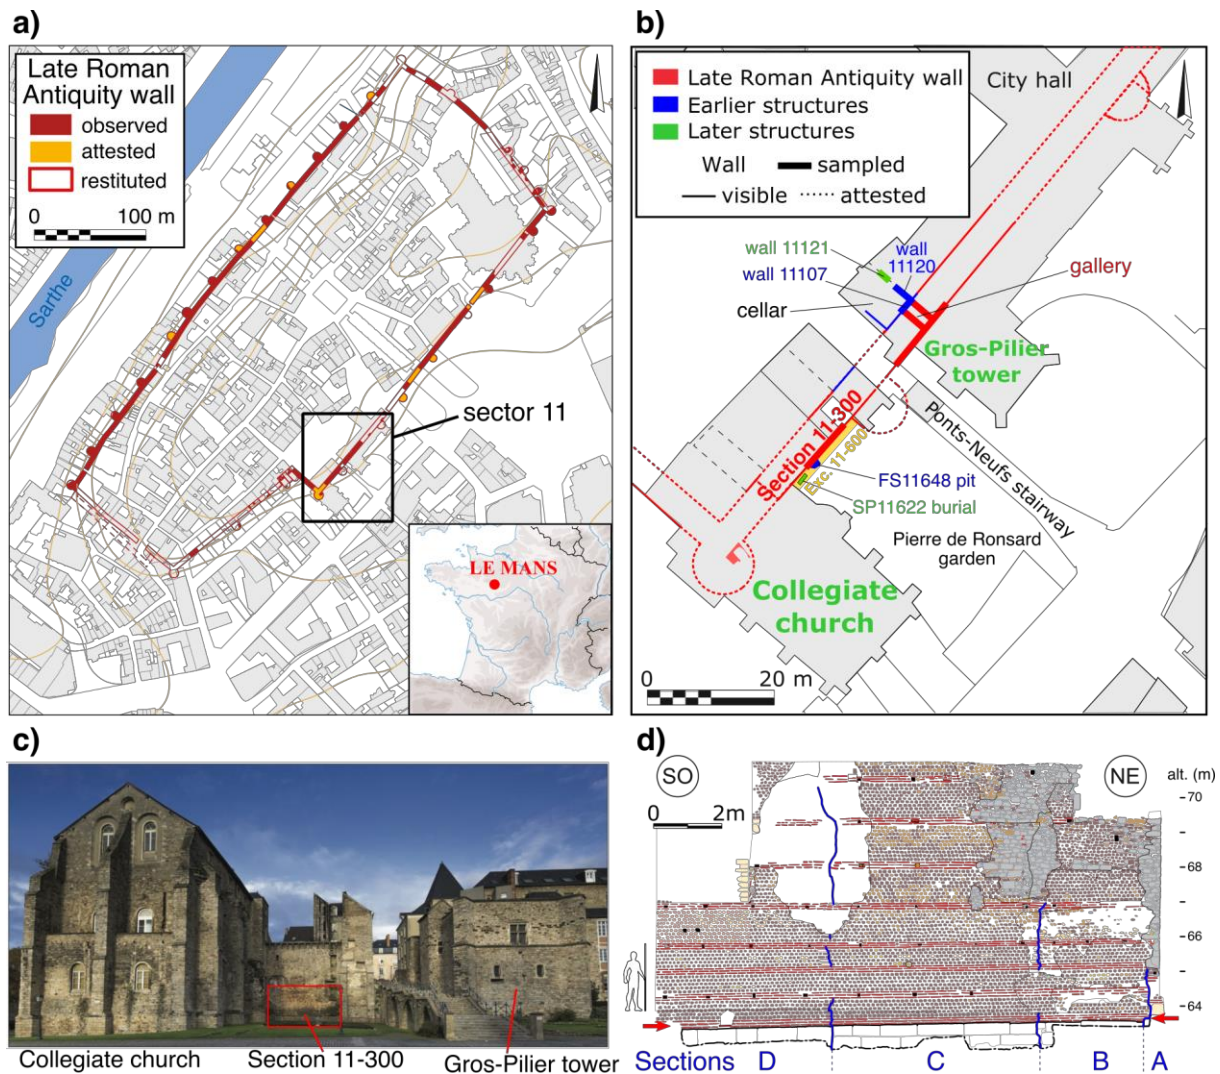 a)
Late Roman
Antiquity wall
observed
attested
restituted
0 100 m
Sarthe
sector 11
LE MANS
b)
Late Roman Antiquity wall
Earlier structures
Later structures
Wall sampled
visible attested
City hall
wall 11121
wall
11120
wall 11107
gallery
cellar
Gros-Pilier
tower
Section 11-300
Exc. 11-600
Ponts-Neufs stairway
FS11648 pit
SP11622 burial
Pierre de Ronsard
garden
Collegiate
church
0 20 m
c)
Collegiate church
Section 11-300
Gros-Pilier tower
d)
SO
NE
alt. (m)
0 2m
70
68
66
64
Sections D C B A